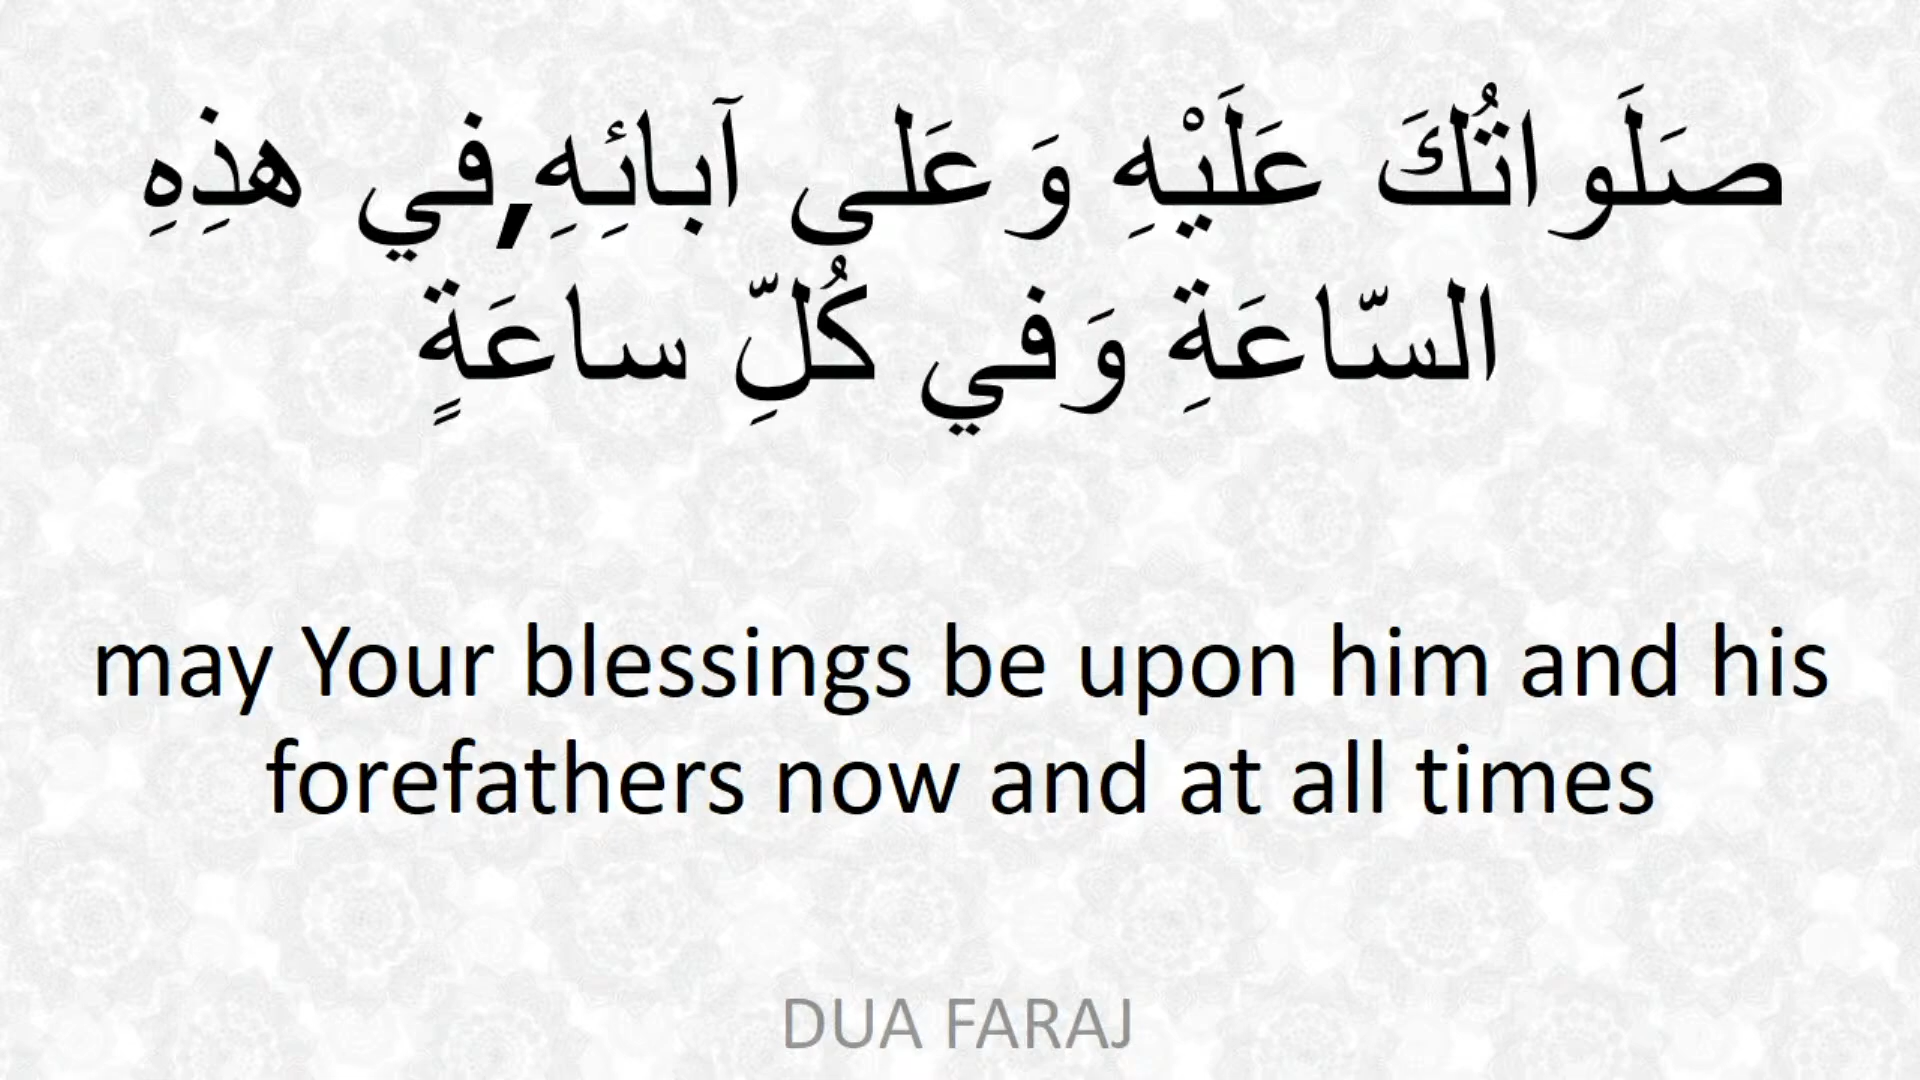 صَلَواتُكَ عَلَيْهِ وَعَلى آبائِهِ,في هذِهِ
السّاعَةِ وَفي كُلِّ ساعَةٍ
may Your blessings be upon him and his
forefathers now and at all times
DUA FARAJ